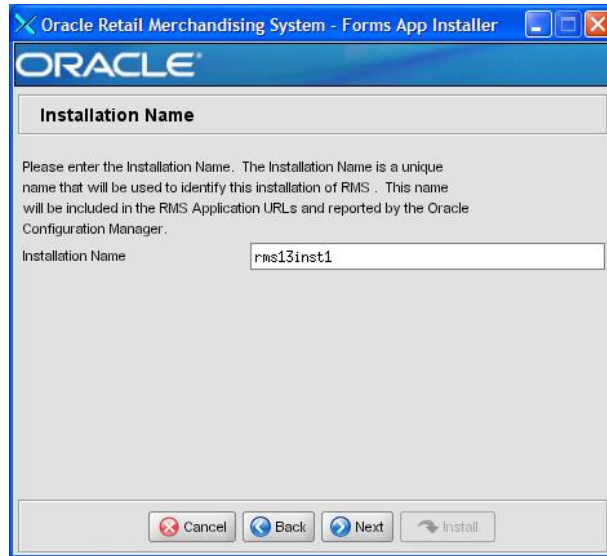 Oracle Retail Merchandising System - Forms App Installer
ORACLE®
Installation Name
Please enter the Installation Name. The Installation Name is a unique
name that will be used to identify this installation of RMS . This name
will be included in the RMS Application URLs and reported by the Oracle
Configuration Manager.
Installation Name rms13inst1
Cancel Back Next Install